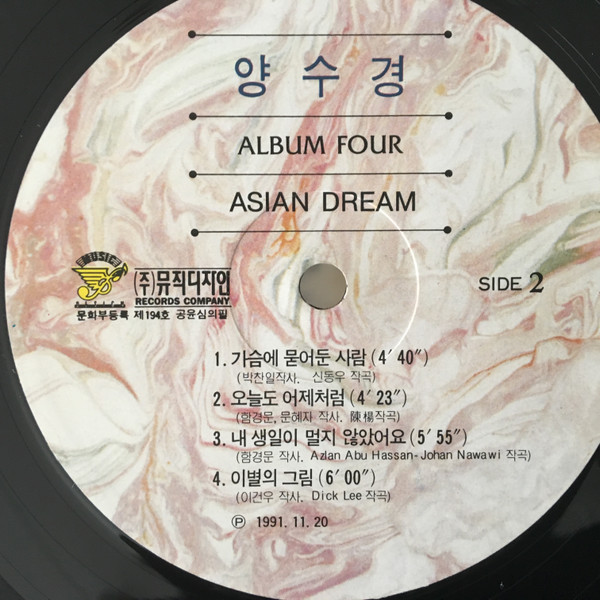 양수경
ALBUM FOUR
ASIAN DREAM
MUSIC
(주)뮤직디자인
RECORDS COMPANY
문화부등록 제194호 공윤심의필
SIDE 2
1. 가슴에 묻어둔 사람 (4′ 40″)
(박찬일작사. 신동우 작곡)
2. 오늘도 어제처럼 (4′ 23″)
(함경문, 문혜자 작사. 陳楊작곡)
3. 내 생일이 멀지 않았어요 (5′ 55″)
(함경문 작사. Azlan Abu Hassan-Johan Nawawi 작곡)
4. 이별의 그림 (6′ 00″)
(이건우 작사. Dick Lee 작곡)
Ⓟ 1991. 11. 20